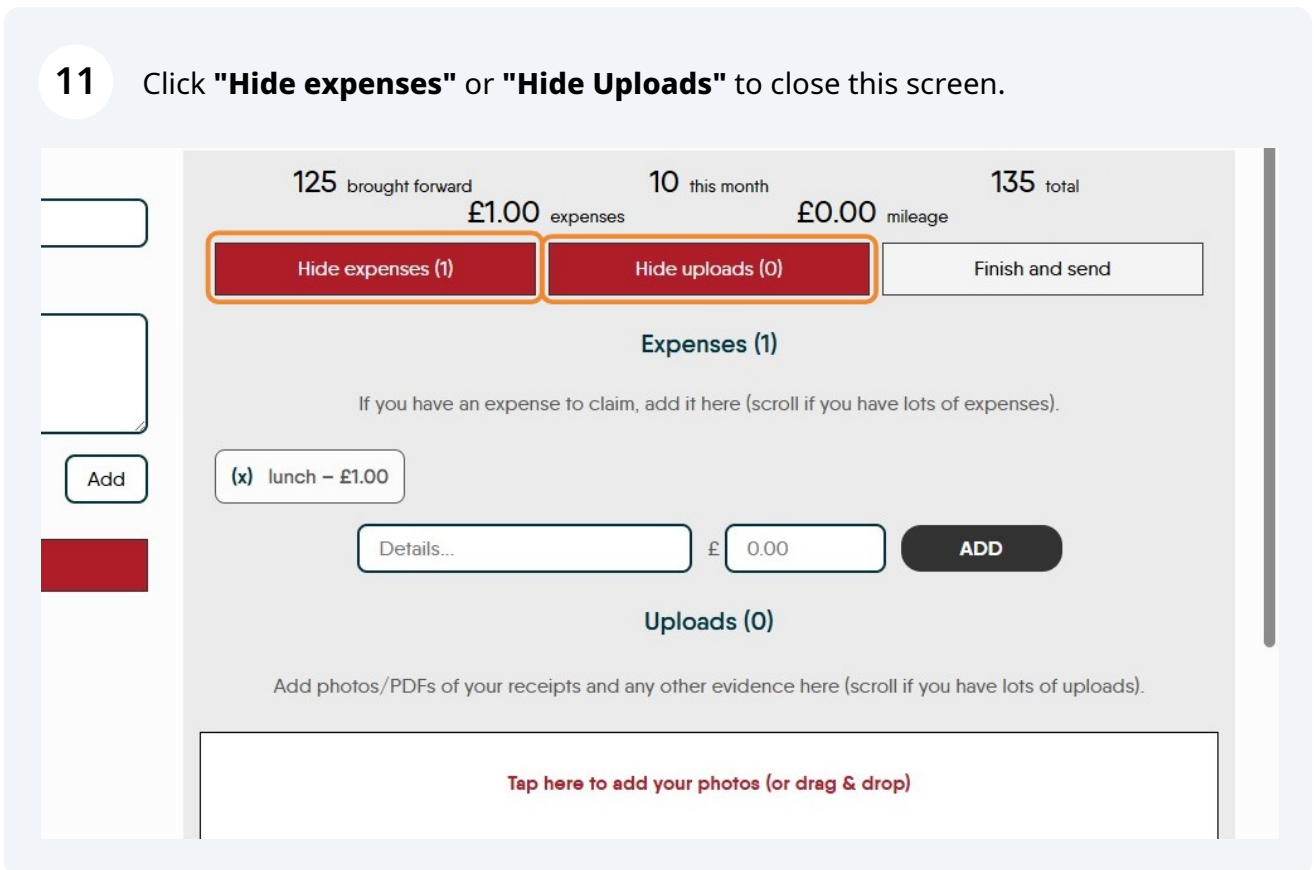 11 Click "Hide expenses" or "Hide Uploads" to close this screen.
125 brought forward 10 this month 135 total
£1.00 expenses £0.00 mileage
Hide expenses (1) Hide uploads (0) Finish and send
Expenses (1)
If you have an expense to claim, add it here (scroll if you have lots of expenses).
Add (x) lunch – £1.00
Details... £ 0.00 ADD
Uploads (0)
Add photos/PDFs of your receipts and any other evidence here (scroll if you have lots of uploads).
Tap here to add your photos (or drag & drop)